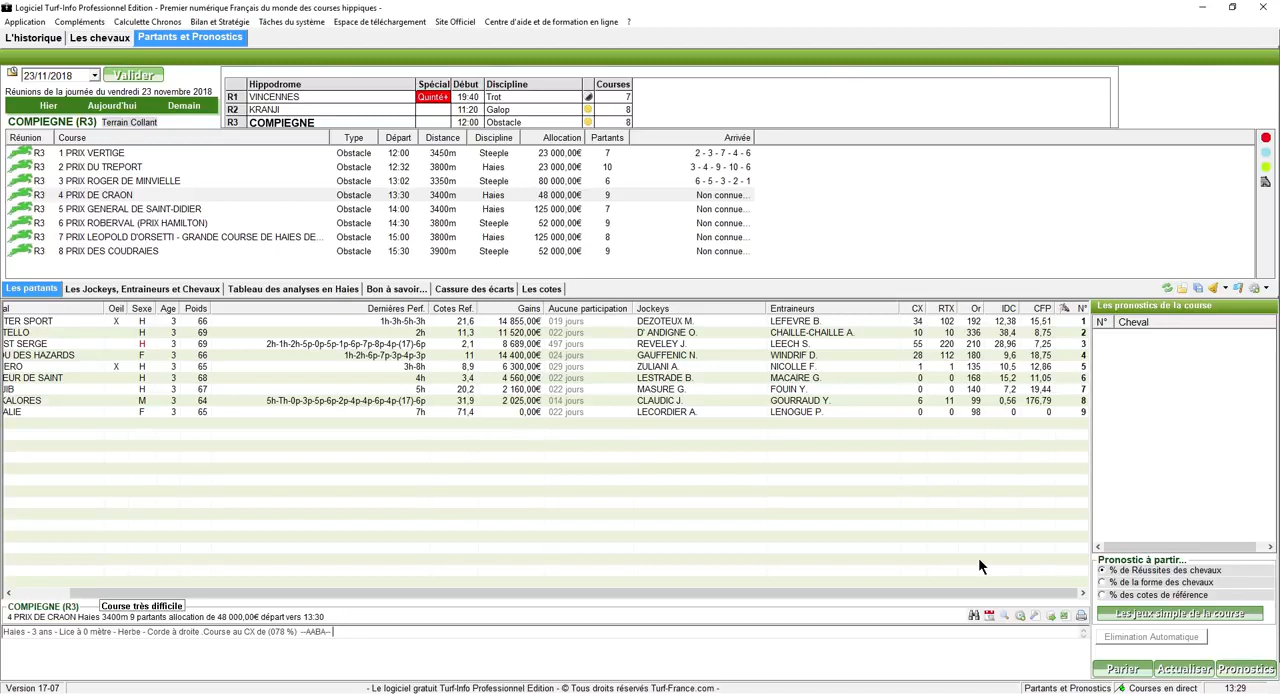 Logiciel Turf-Info Professionnel Edition - Premier numérique Français du monde des courses hippiques -
Application Compléments Calculette Chronos Bilan et Stratégie Tâches du système Espace de téléchargement Site Officiel Centre d'aide et de formation en ligne ?
L'historique Les chevaux Partants et Pronostics
23/11/2018 Valider
Réunions de la journée du vendredi 23 novembre 2018
Hier Aujourd'hui Demain
COMPIEGNE (R3) Terrain Collant
Hippodrome Spécial Début Discipline Courses
R1 VINCENNES Quinté+ 19:40 Trot 7
R2 KRANJI 11:20 Galop 8
R3 COMPIEGNE 12:00 Obstacle 8
Réunion Course Type Départ Distance Discipline Allocation Partants Arrivée
R3 1 PRIX VERTIGE Obstacle 12:00 3450m Steeple 23 000,00€ 7 2 - 3 - 7 - 4 - 6
R3 2 PRIX DU TREPORT Obstacle 12:32 3800m Haies 23 000,00€ 10 3 - 4 - 9 - 10 - 6
R3 3 PRIX ROGER DE MINVIELLE Obstacle 13:02 3350m Steeple 80 000,00€ 6 6 - 5 - 3 - 2 - 1
R3 4 PRIX DE CRAON Obstacle 13:30 3400m Haies 48 000,00€ 9 Non connue...
R3 5 PRIX GENERAL DE SAINT-DIDIER Obstacle 14:00 3400m Haies 125 000,00€ 7 Non connue...
R3 6 PRIX ROBERVAL (PRIX HAMILTON) Obstacle 14:30 3800m Steeple 52 000,00€ 9 Non connue...
R3 7 PRIX LEOPOLD D'ORSETTI - GRANDE COURSE DE HAIES DE... Obstacle 15:00 3800m Haies 125 000,00€ 8 Non connue...
R3 8 PRIX DES COUDRAIES Obstacle 15:30 3900m Steeple 52 000,00€ 9 Non connue...
Les partants Les Jockeys, Entraineurs et Chevaux Tableau des analyses en Haies Bon à savoir... Cassure des écarts Les cotes
al Oeil Sexe Age Poids Dernières Perf. Cotes Ref. Gains Aucune participation Jockeys Entraineurs CX RTX Or IDC CFP N°
TER SPORT X H 3 66 1h-3h-5h-3h 21,6 14 855,00€ 019 jours DEZOTEUX M. LEFEVRE B. 34 102 192 12,38 15,51 1
TELLO H 3 69 2h 11,3 11 520,00€ 022 jours D' ANDIGNE O. CHAILLE-CHAILLE A. 10 10 336 38,4 8,75 2
ST SERGE H 3 69 2h-1h-2h-5p-0p-5p-1p-6p-7p-8p-4p-(17)-6p 2,1 8 689,00€ 497 jours REVELEY J. LEECH S. 55 220 210 28,96 7,25 3
DU DES HAZARDS F 3 66 1h-2h-6p-7p-3p-4p-3p 11 14 400,00€ 024 jours GAUFFENIC N. WINDRIF D. 28 112 180 9,6 18,75 4
ERO X H 3 65 3h-8h 8,9 6 300,00€ 029 jours ZULIANI A. NICOLLE F. 1 1 135 10,5 12,86 5
EUR DE SAINT H 3 68 4h 3,4 4 560,00€ 022 jours LESTRADE B. MACAIRE G. 0 0 168 15,2 11,05 6
JIB H 3 67 5h 20,2 2 160,00€ 022 jours MASURE G. FOUIN Y. 0 0 140 7,2 19,44 7
KALORES M 3 64 5h-Th-0p-3p-5p-6p-2p-4p-4p-6p-4p-(17)-6p 31,9 2 025,00€ 014 jours CLAUDIC J. GOURRAUD Y. 6 11 99 0,56 176,79 8
ALIE F 3 65 7h 71,4 0,00€ 022 jours LECORDIER A. LENOGUE P. 0 0 98 0 0 9
Les pronostics de la course
N° Cheval
Pronostic à partir...
% de Réussites des chevaux
% de la forme des chevaux
% des cotes de référence
Les jeux simple de la course
Elimination Automatique
Parier Actualiser Pronostics
COMPIEGNE (R3) Course très difficile
4 PRIX DE CRAON Haies 3400m 9 partants allocation de 48 000,00€ départ vers 13:30
Haies - 3 ans - Lice à 0 mètre - Herbe - Corde à droite .Course au CX de (078 %) --AABA--
Version 17-07 - Le logiciel gratuit Turf-Info Professionnel Edition - © Tous droits réservés Turf-France.com - Partants et Pronostics Courses en direct 13:29